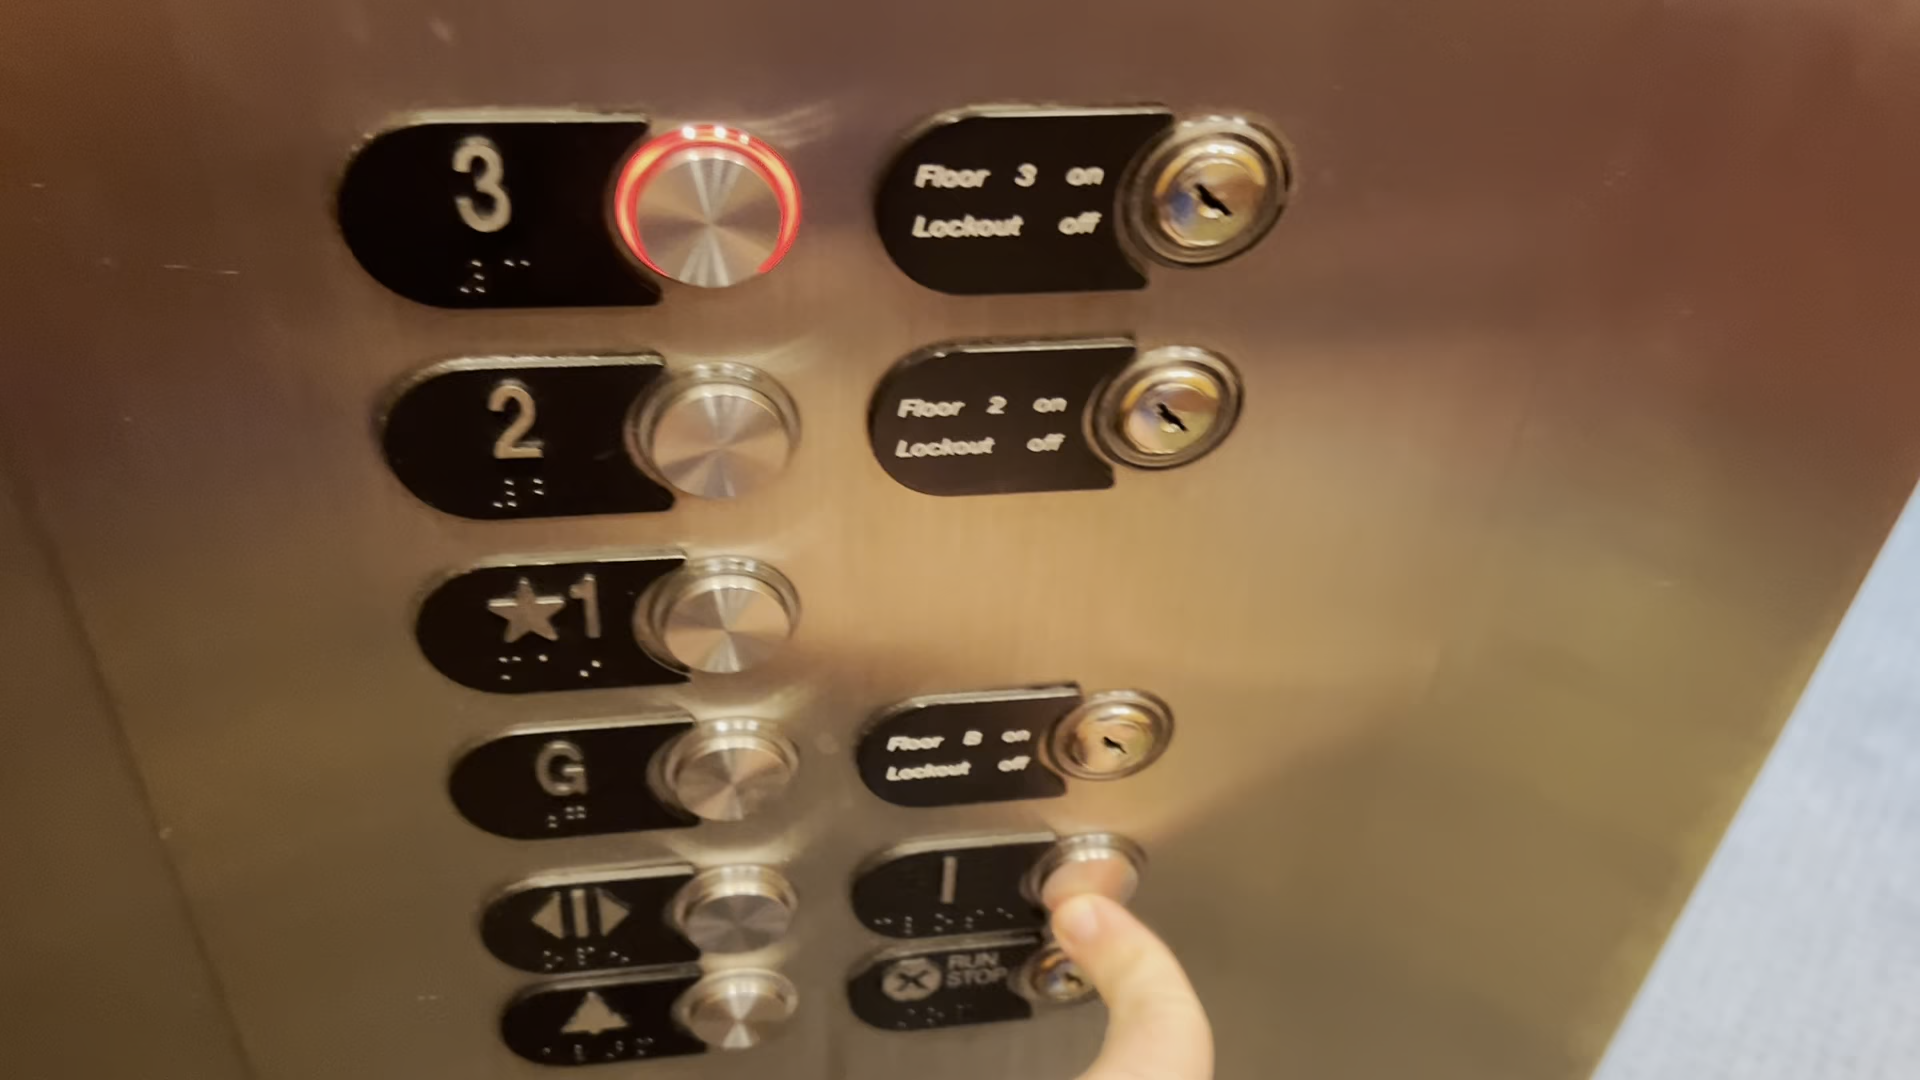 3
Floor 3 on
Lockout off
2
Floor 2 on
Lockout off
★1
G
Floor B on
Lockout off
RUN
STOP